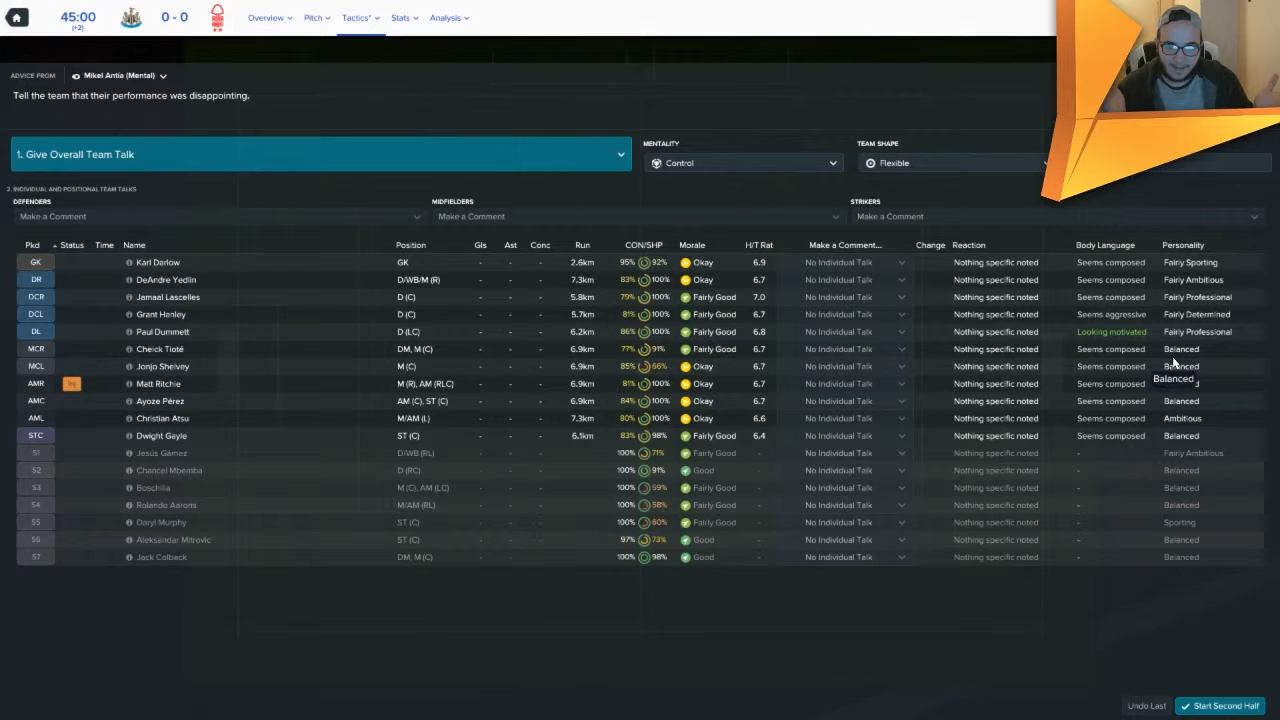 45:00
(+2)
0 - 0
Overview
Pitch
Tactics*
Stats
Analysis
ADVICE FROM
Mikel Antía (Mental)
Tell the team that their performance was disappointing.
1. Give Overall Team Talk
MENTALITY
Control
TEAM SHAPE
Flexible
2. INDIVIDUAL AND POSITIONAL TEAM TALKS
DEFENDERS
Make a Comment
MIDFIELDERS
Make a Comment
STRIKERS
Make a Comment
Pkd Status Time Name Position Gls Ast Conc Run CON/SHP Morale H/T Rat Make a Comment... Change Reaction Body Language Personality
GK Karl Darlow GK - - - 2.6km 95% 92% Okay 6.9 No Individual Talk Nothing specific noted Seems composed Fairly Sporting
DR DeAndre Yedlin D/WB/M (R) - - - 7.3km 83% 100% Okay 6.7 No Individual Talk Nothing specific noted Seems composed Fairly Ambitious
DCR Jamaal Lascelles D (C) - - - 5.8km 79% 100% Fairly Good 7.0 No Individual Talk Nothing specific noted Seems composed Fairly Professional
DCL Grant Hanley D (C) - - - 5.7km 81% 100% Okay 6.7 No Individual Talk Nothing specific noted Seems aggressive Fairly Determined
DL Paul Dummett D (LC) - - - 6.2km 86% 100% Fairly Good 6.8 No Individual Talk Nothing specific noted Looking motivated Fairly Professional
MCR Cheick Tioté DM, M (C) - - - 6.9km 77% 91% Fairly Good 6.7 No Individual Talk Nothing specific noted Seems composed Balanced
MCL Jonjo Shelvey M (C) - - - 6.9km 85% 66% Okay 6.7 No Individual Talk Nothing specific noted Seems composed Balanced
AMR Inj Matt Ritchie M (R), AM (RLC) - - - 6.9km 81% 100% Okay 6.7 No Individual Talk Nothing specific noted Seems composed
Balanced
AMC Ayoze Pérez AM (C), ST (C) - - - 6.9km 84% 100% Okay 6.7 No Individual Talk Nothing specific noted Seems composed Balanced
AML Christian Atsu M/AM (L) - - - 7.3km 80% 100% Okay 6.6 No Individual Talk Nothing specific noted Seems composed Ambitious
STC Dwight Gayle ST (C) - - - 6.1km 83% 98% Fairly Good 6.4 No Individual Talk Nothing specific noted Seems composed Balanced
S1 Jesús Gámez D/WB (RL) 100% 71% Fairly Good - No Individual Talk Nothing specific noted - Fairly Ambitious
S2 Chancel Mbemba D (RC) 100% 91% Good - No Individual Talk Nothing specific noted - Balanced
S3 Boschilia M (C), AM (LC) 100% 59% Fairly Good - No Individual Talk Nothing specific noted - Balanced
S4 Rolando Aarons M/AM (RL) 100% 58% Fairly Good - No Individual Talk Nothing specific noted - Balanced
S5 Daryl Murphy ST (C) 100% 60% Fairly Good - No Individual Talk Nothing specific noted - Sporting
S6 Aleksandar Mitrovic ST (C) 97% 73% Good - No Individual Talk Nothing specific noted - Balanced
S7 Jack Colback DM, M (C) 100% 98% Good - No Individual Talk Nothing specific noted - Balanced
Undo Last
Start Second Half